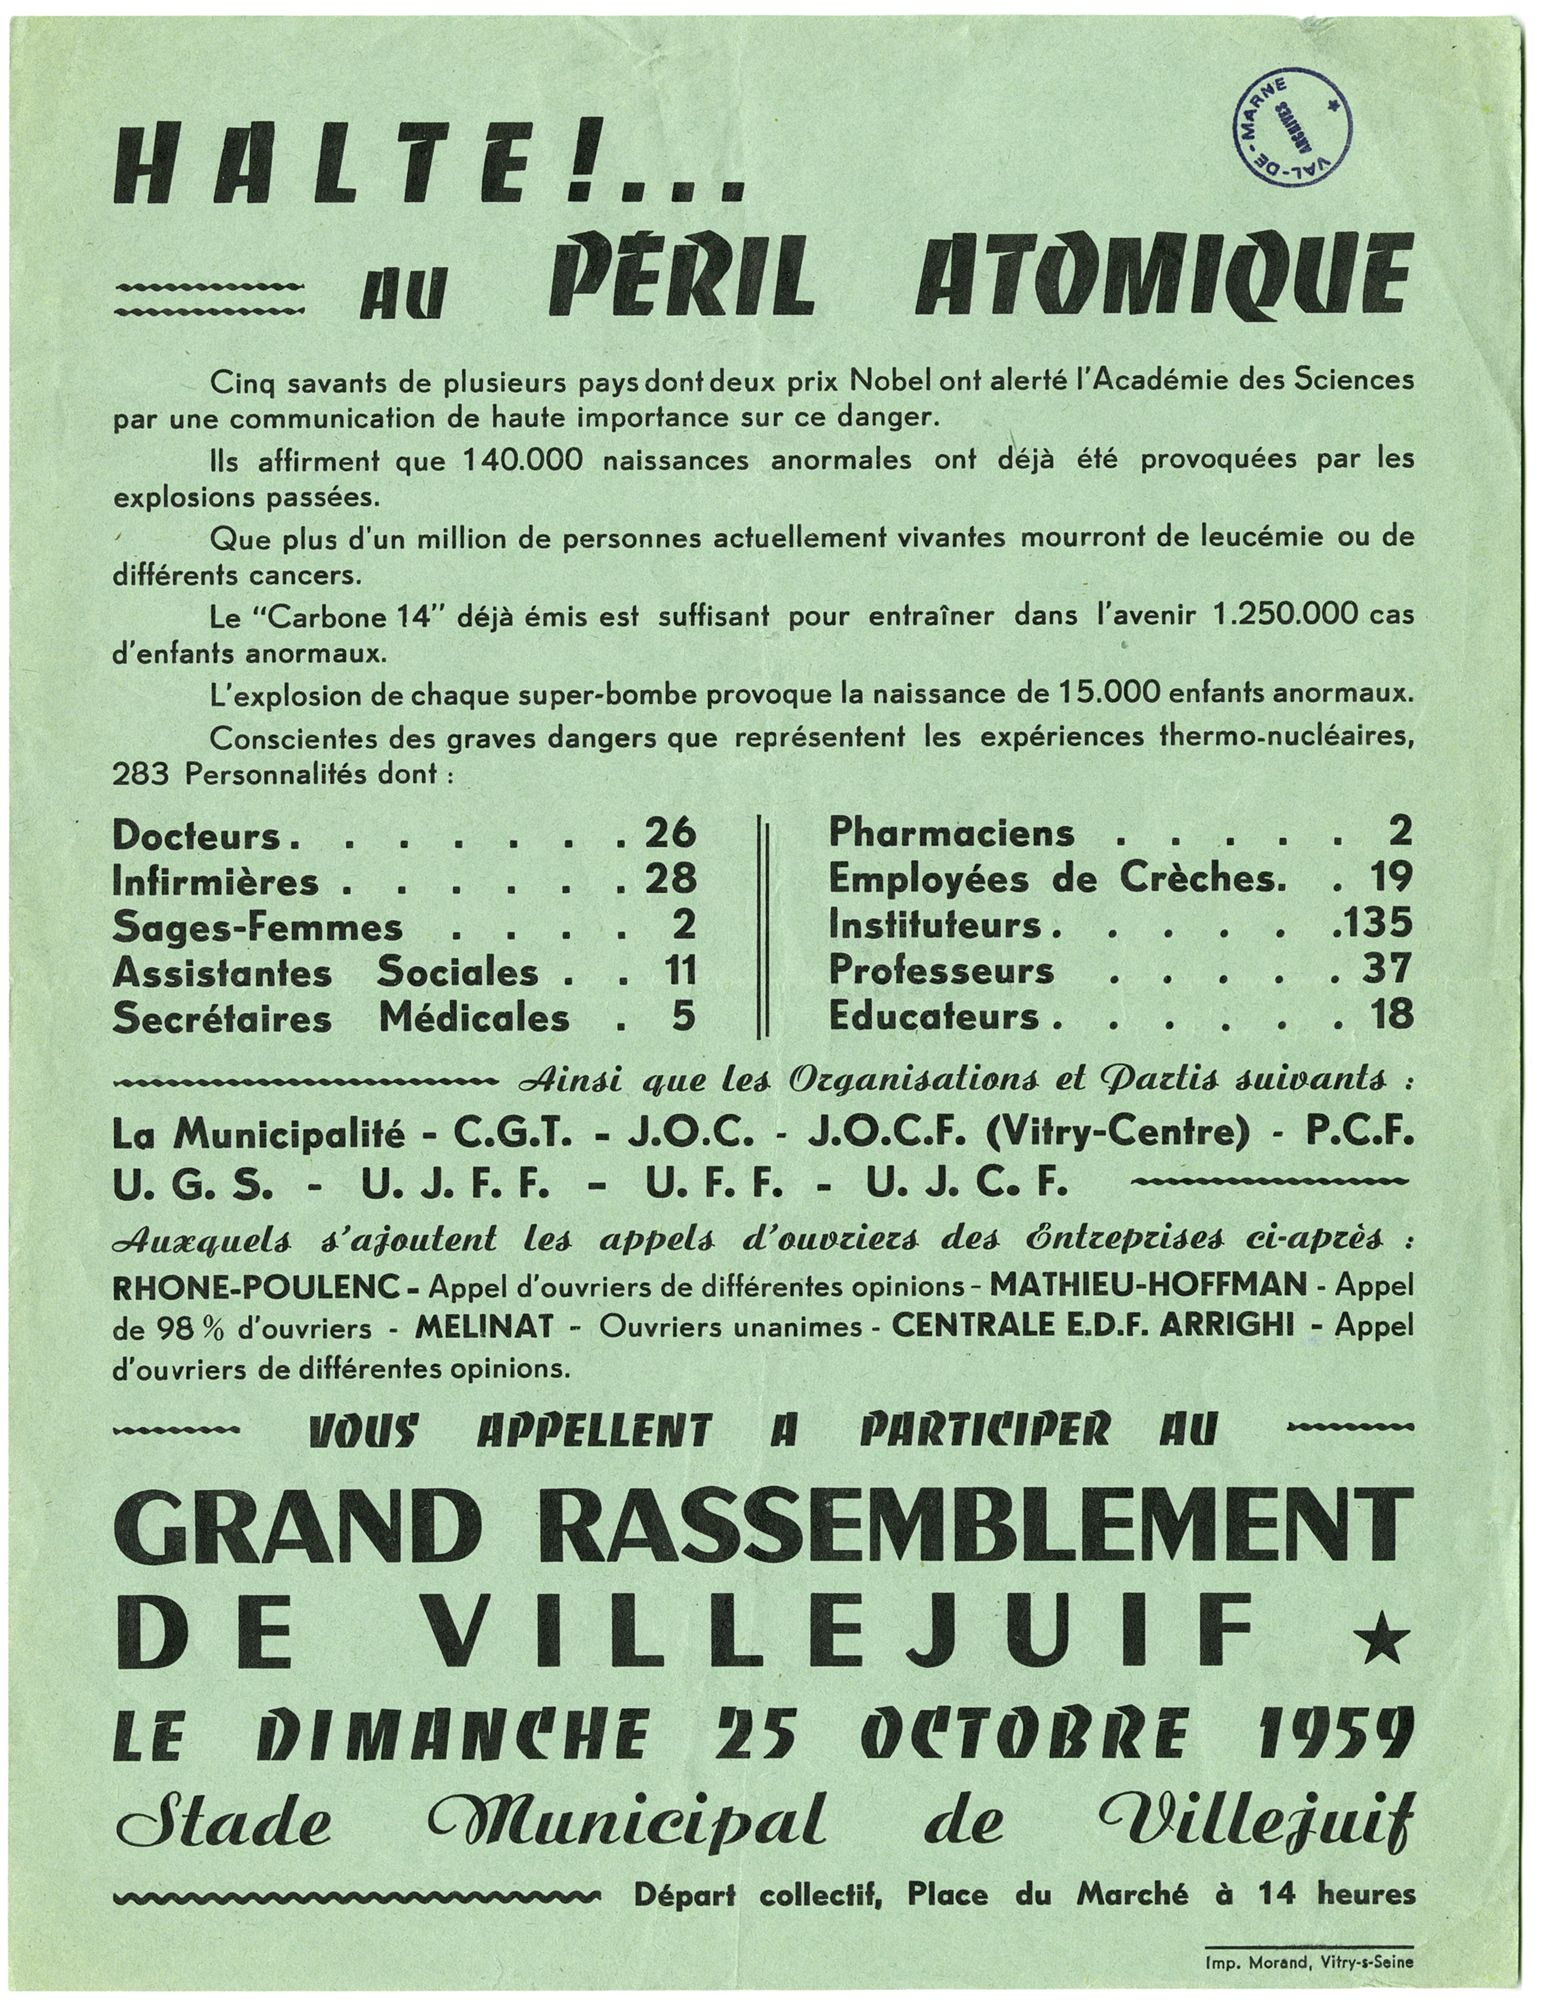 VAL-DE-MARNE
ARCHIVES
HALTE!...
AU PÉRIL ATOMIQUE
Cinq savants de plusieurs pays dont deux prix Nobel ont alerté l'Académie des Sciences
par une communication de haute importance sur ce danger.
Ils affirment que 140.000 naissances anormales ont déjà été provoquées par les
explosions passées.
Que plus d'un million de personnes actuellement vivantes mourront de leucémie ou de
différents cancers.
Le "Carbone 14" déjà émis est suffisant pour entraîner dans l'avenir 1.250.000 cas
d'enfants anormaux.
L'explosion de chaque super-bombe provoque la naissance de 15.000 enfants anormaux.
Conscientes des graves dangers que représentent les expériences thermo-nucléaires,
283 Personnalités dont :
Docteurs . . . . . . . 26
Infirmières . . . . . . 28
Sages-Femmes . . . . 2
Assistantes Sociales . . 11
Secrétaires Médicales . 5
Pharmaciens . . . . . 2
Employées de Crèches. . 19
Instituteurs . . . . . . 135
Professeurs . . . . . 37
Educateurs . . . . . . 18
Ainsi que les Organisations et Partis suivants :
La Municipalité - C.G.T. - J.O.C. - J.O.C.F. (Vitry-Centre) - P.C.F.
U. G. S. - U. J. F. F. - U. F. F. - U. J. C. F.
Auxquels s'ajoutent les appels d'ouvriers des Entreprises ci-après :
RHONE-POULENC - Appel d'ouvriers de différentes opinions - MATHIEU-HOFFMAN - Appel
de 98 % d'ouvriers - MELINAT - Ouvriers unanimes - CENTRALE E.D.F. ARRIGHI - Appel
d'ouvriers de différentes opinions.
VOUS APPELLENT A PARTICIPER AU
GRAND RASSEMBLEMENT
DE VILLEJUIF ★
LE DIMANCHE 25 OCTOBRE 1959
Stade Municipal de Villejuif
Départ collectif, Place du Marché à 14 heures
Imp. Morand, Vitry-s-Seine